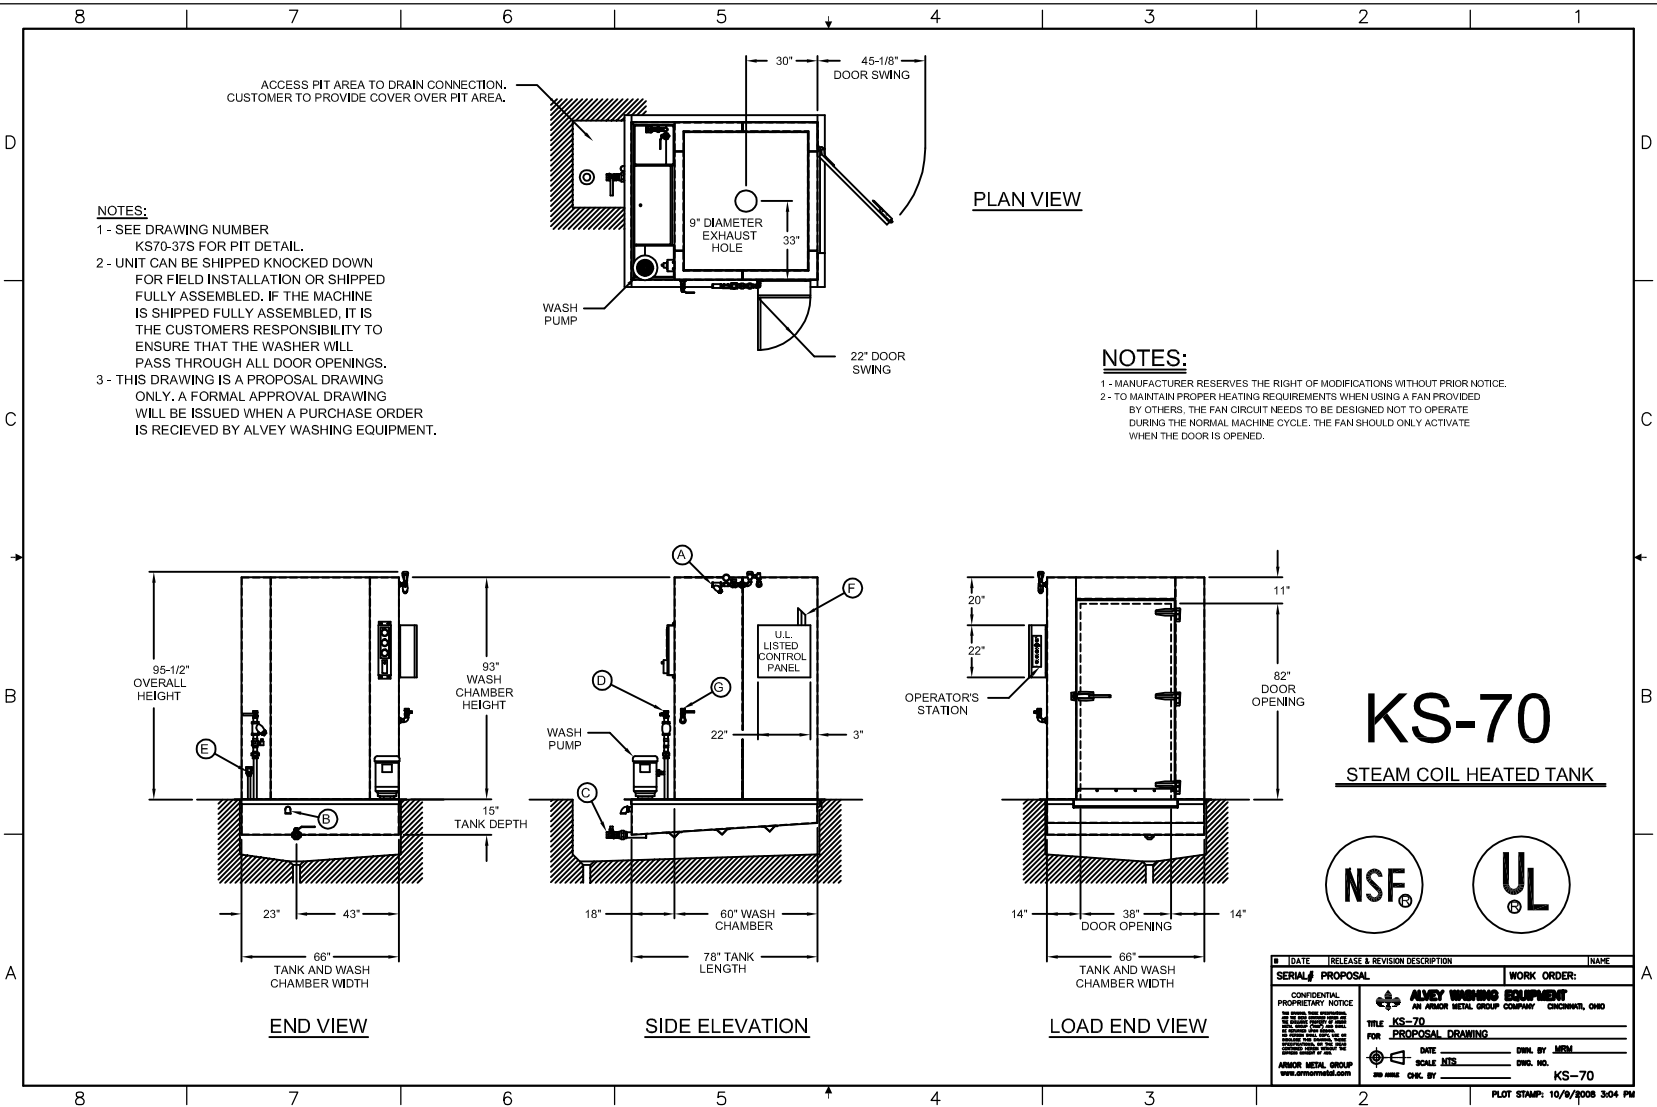 8 7 6 5 4 3 2 1
D
C
B
A
D
C
B
A
ACCESS PIT AREA TO DRAIN CONNECTION.
CUSTOMER TO PROVIDE COVER OVER PIT AREA.
30"
45-1/8"
DOOR SWING
9" DIAMETER
EXHAUST
HOLE
33"
WASH
PUMP
22" DOOR
SWING
PLAN VIEW
NOTES:
1 - SEE DRAWING NUMBER
KS70-37S FOR PIT DETAIL.
2 - UNIT CAN BE SHIPPED KNOCKED DOWN
FOR FIELD INSTALLATION OR SHIPPED
FULLY ASSEMBLED. IF THE MACHINE
IS SHIPPED FULLY ASSEMBLED, IT IS
THE CUSTOMERS RESPONSIBILITY TO
ENSURE THAT THE WASHER WILL
PASS THROUGH ALL DOOR OPENINGS.
3 - THIS DRAWING IS A PROPOSAL DRAWING
ONLY. A FORMAL APPROVAL DRAWING
WILL BE ISSUED WHEN A PURCHASE ORDER
IS RECIEVED BY ALVEY WASHING EQUIPMENT.
NOTES:
1 - MANUFACTURER RESERVES THE RIGHT OF MODIFICATIONS WITHOUT PRIOR NOTICE.
2 - TO MAINTAIN PROPER HEATING REQUIREMENTS WHEN USING A FAN PROVIDED
BY OTHERS, THE FAN CIRCUIT NEEDS TO BE DESIGNED NOT TO OPERATE
DURING THE NORMAL MACHINE CYCLE. THE FAN SHOULD ONLY ACTIVATE
WHEN THE DOOR IS OPENED.
95-1/2"
OVERALL
HEIGHT
E
B
93"
WASH
CHAMBER
HEIGHT
15"
TANK DEPTH
23"
43"
66"
TANK AND WASH
CHAMBER WIDTH
END VIEW
A
F
U.L.
LISTED
CONTROL
PANEL
D
G
22"
3"
WASH
PUMP
C
18"
60" WASH
CHAMBER
78" TANK
LENGTH
SIDE ELEVATION
20"
22"
OPERATOR'S
STATION
11"
82"
DOOR
OPENING
14"
38"
DOOR OPENING
14"
66"
TANK AND WASH
CHAMBER WIDTH
LOAD END VIEW
KS-70
STEAM COIL HEATED TANK
NSF®
UL®
# DATE RELEASE & REVISION DESCRIPTION NAME
SERIAL# PROPOSAL WORK ORDER:
CONFIDENTIAL
PROPRIETARY NOTICE
ARMOR METAL GROUP
www.armormetal.com
ALVEY WASHING EQUIPMENT
AN ARMOR METAL GROUP COMPANY CINCINNATI, OHIO
TITLE KS-70
FOR PROPOSAL DRAWING
DATE DWN. BY MRM
SCALE NTS DWG. NO.
3RD ANGLE CHK. BY KS-70
8 7 6 5 4 3 2 1
PLOT STAMP: 10/9/2008 3:04 PM